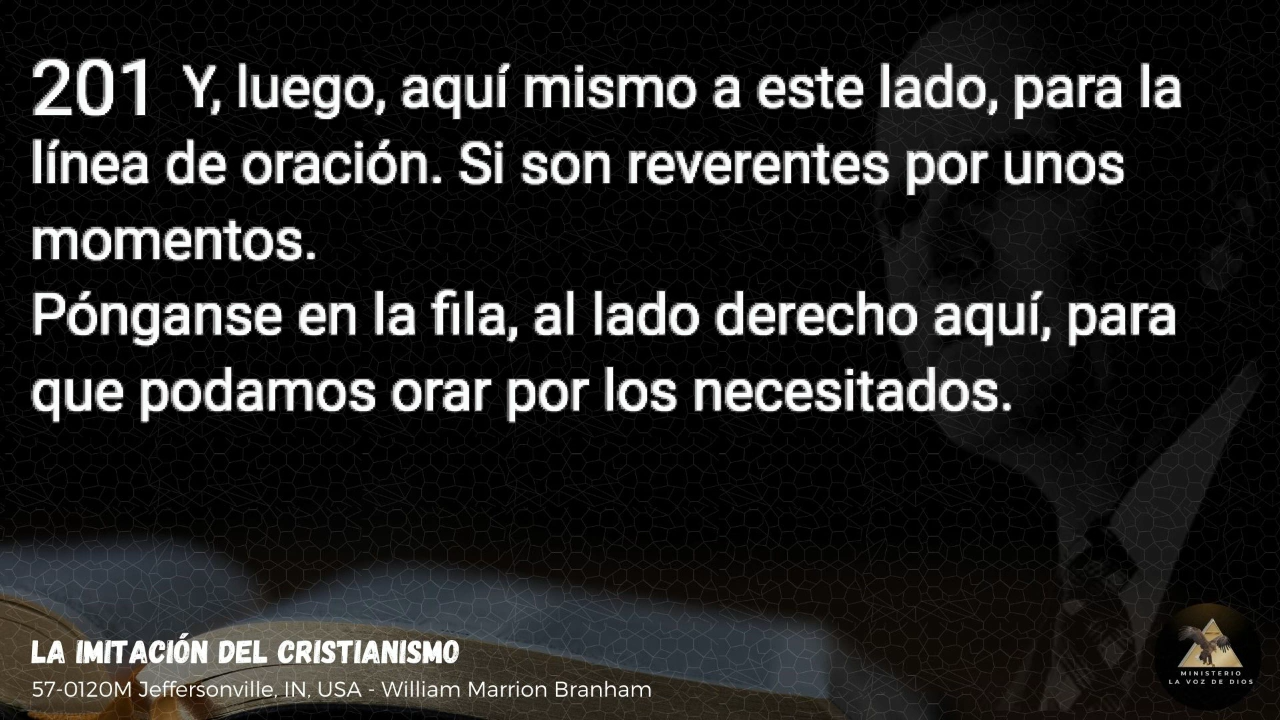 201 Y, luego, aquí mismo a este lado, para la
línea de oración. Si son reverentes por unos
momentos.
Pónganse en la fila, al lado derecho aquí, para
que podamos orar por los necesitados.
LA IMITACIÓN DEL CRISTIANISMO
57-0120M Jeffersonville, IN, USA - William Marrion Branham
MINISTERIO
LA VOZ DE DIOS